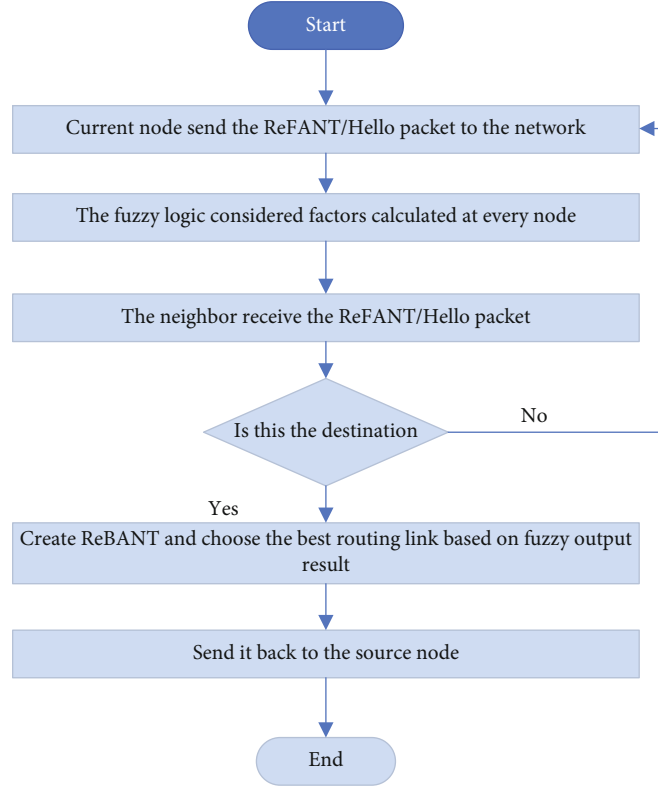 Start
Current node send the ReFANT/Hello packet to the network
The fuzzy logic considered factors calculated at every node
The neighbor receive the ReFANT/Hello packet
Is this the destination
No
Yes
Create ReBANT and choose the best routing link based on fuzzy output
result
Send it back to the source node
End